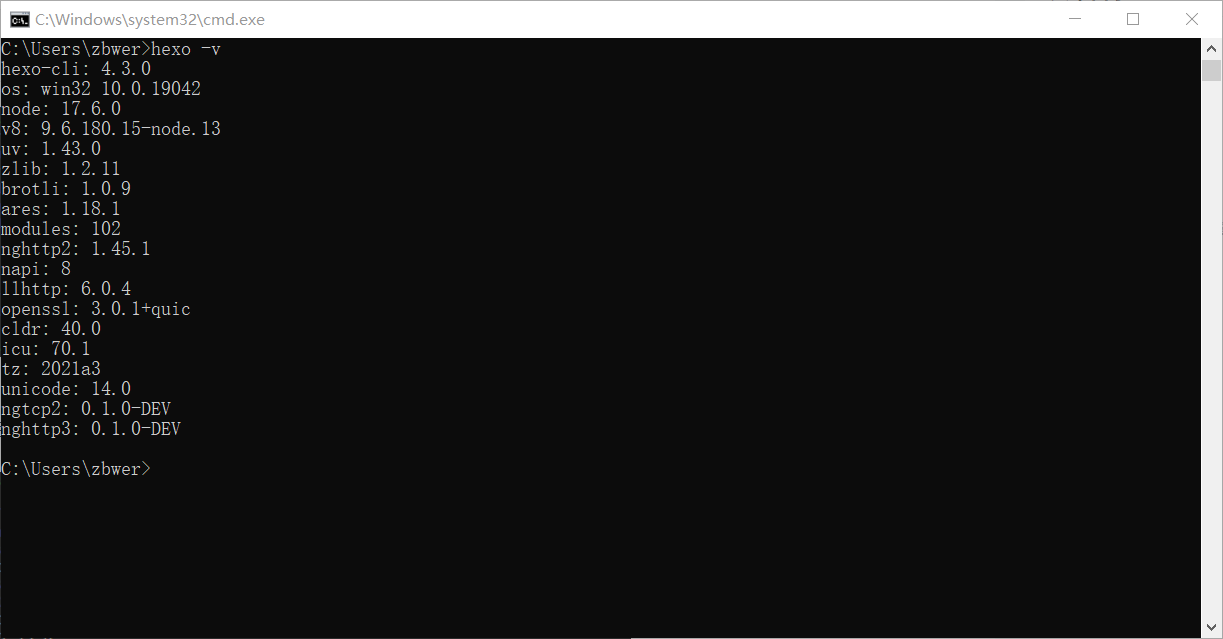 C:\Windows\system32\cmd.exe
C:\Users\zbwer>hexo -v
hexo-cli: 4.3.0
os: win32 10.0.19042
node: 17.6.0
v8: 9.6.180.15-node.13
uv: 1.43.0
zlib: 1.2.11
brotli: 1.0.9
ares: 1.18.1
modules: 102
nghttp2: 1.45.1
napi: 8
llhttp: 6.0.4
openssl: 3.0.1+quic
cldr: 40.0
icu: 70.1
tz: 2021a3
unicode: 14.0
ngtcp2: 0.1.0-DEV
nghttp3: 0.1.0-DEV
C:\Users\zbwer>